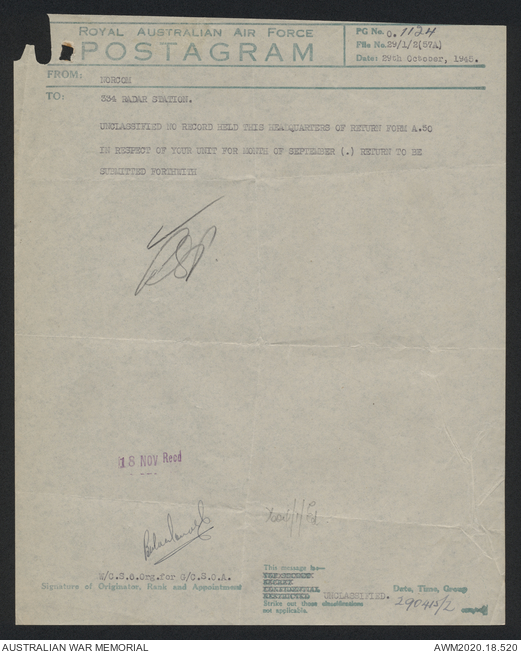 ROYAL AUSTRALIAN AIR FORCE
POSTAGRAM
PG No. O. 1124
File No. 29/1/2(57A)
Date: 29th October, 1945.
FROM: NORCOM
TO: 334 RADAR STATION.
UNCLASSIFIED NO RECORD HELD THIS HEADQUARTERS OF RETURN FORM A.50
IN RESPECT OF YOUR UNIT FOR MONTH OF SEPTEMBER (.) RETURN TO BE
SUBMITTED FORTHWITH
18 NOV Recd
W/C.S.O.Org.for G/C.S.O.A.
Signature of Originator, Rank and Appointment
This message is—
UNCLASSIFIED.
Strike out those classifications
not applicable.
Date, Time, Group
290415/Z
AUSTRALIAN WAR MEMORIAL
AWM2020.18.520